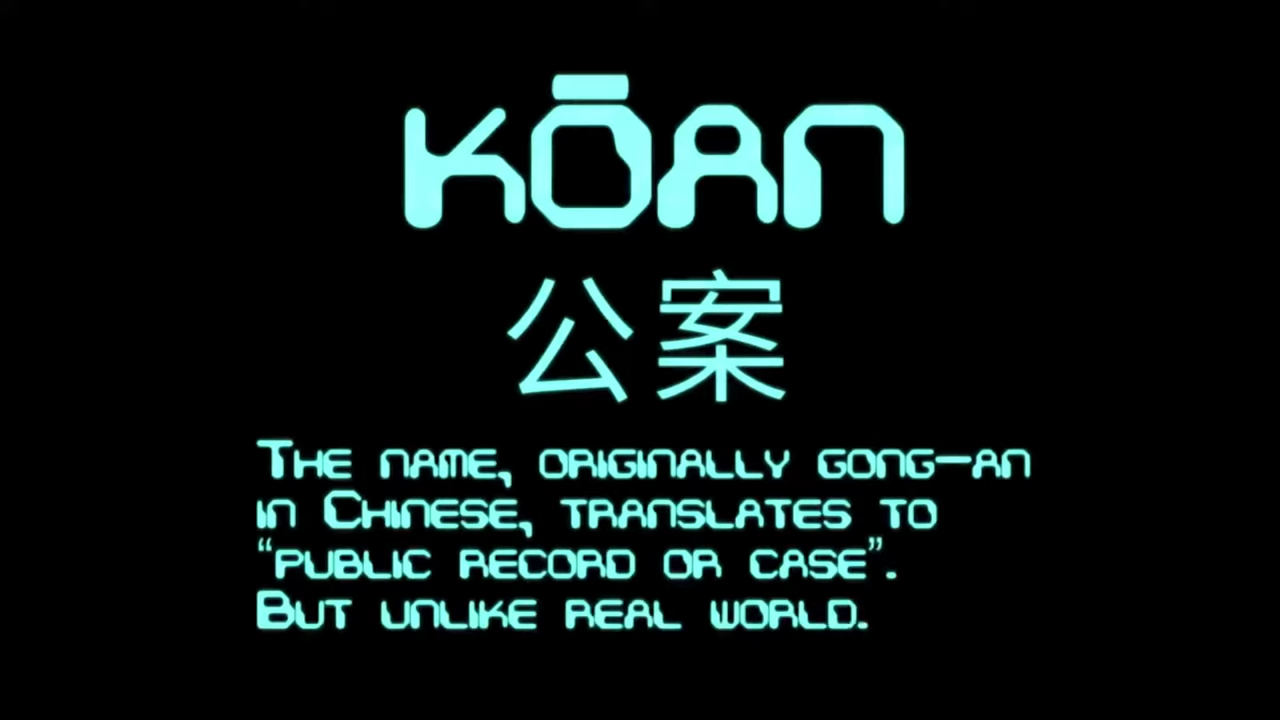 KŌAN
公案
The name, originally gong-an
in Chinese, translates to
“public record or case”.
But unlike real world.